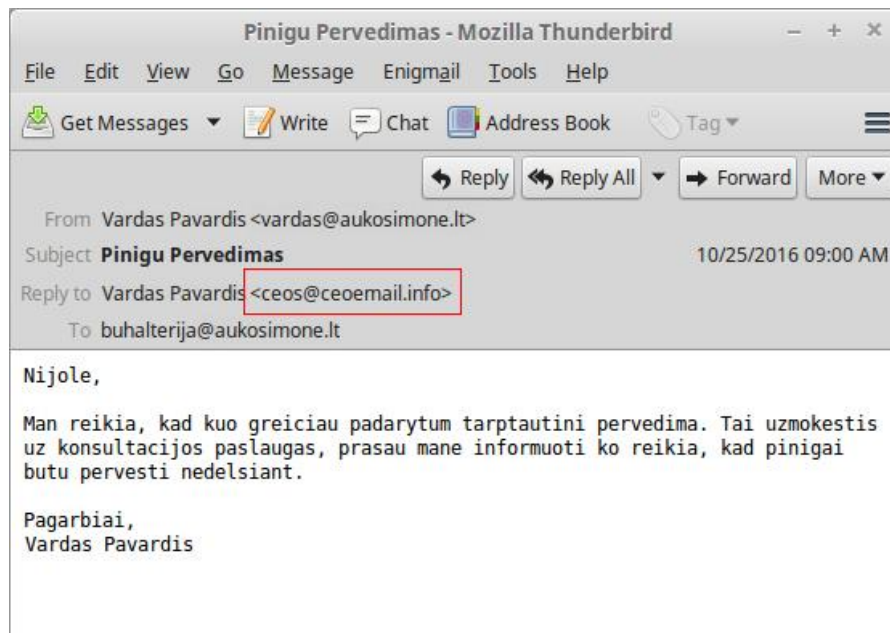 Pinigu Pervedimas - Mozilla Thunderbird
File Edit View Go Message Enigmail Tools Help
Get Messages Write Chat Address Book Tag
Reply Reply All Forward More
From Vardas Pavardis <vardas@aukosimone.lt>
Subject Pinigu Pervedimas 10/25/2016 09:00 AM
Reply to Vardas Pavardis <ceos@ceoemail.info>
To buhalterija@aukosimone.lt
Nijole,
Man reikia, kad kuo greiciau padarytum tarptautini pervedima. Tai uzmokestis
uz konsultacijos paslaugas, prasau mane informuoti ko reikia, kad pinigai
butu pervesti nedelsiant.
Pagarbiai,
Vardas Pavardis